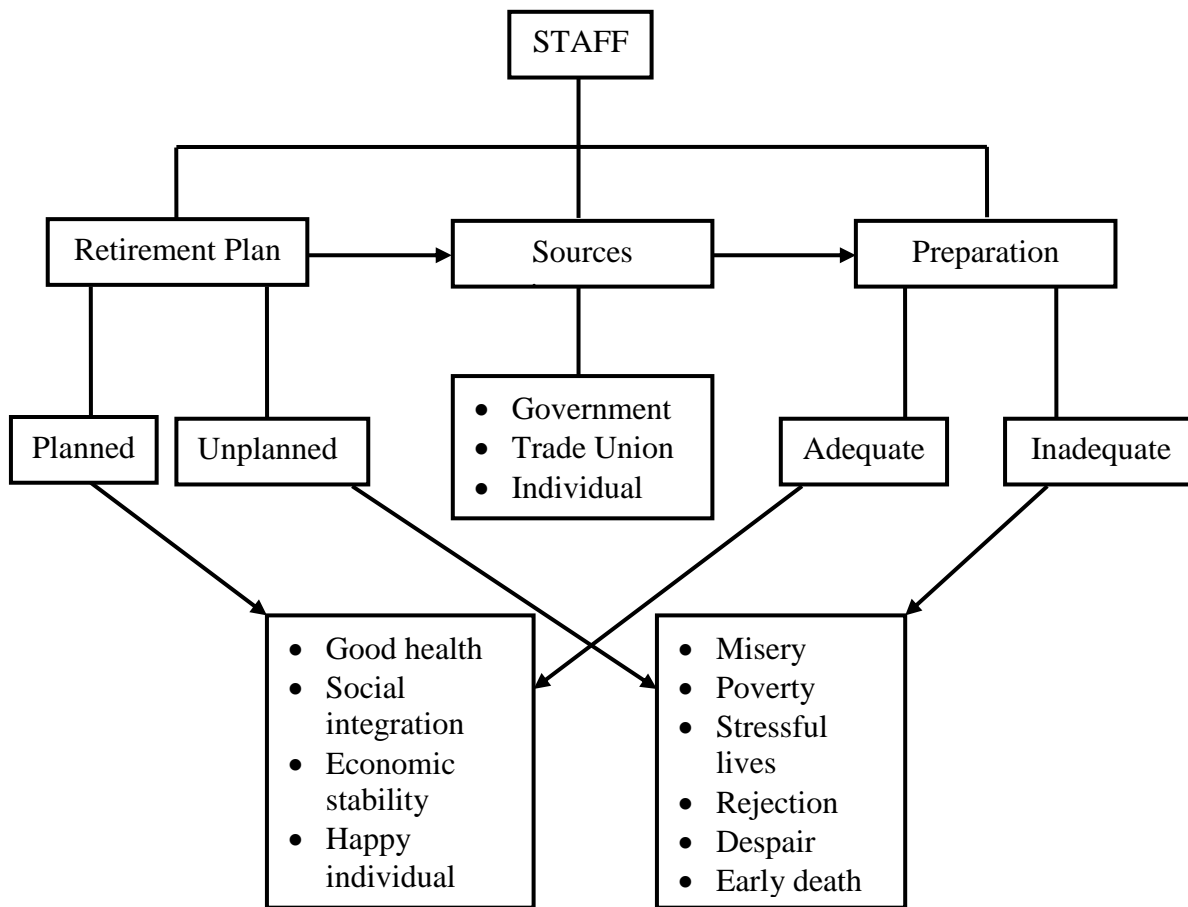 STAFF
Retirement Plan
Sources
Preparation
Planned
Unplanned
• Government
• Trade Union
• Individual
Adequate
Inadequate
• Good health
• Social
integration
• Economic
stability
• Happy
individual
• Misery
• Poverty
• Stressful
lives
• Rejection
• Despair
• Early death